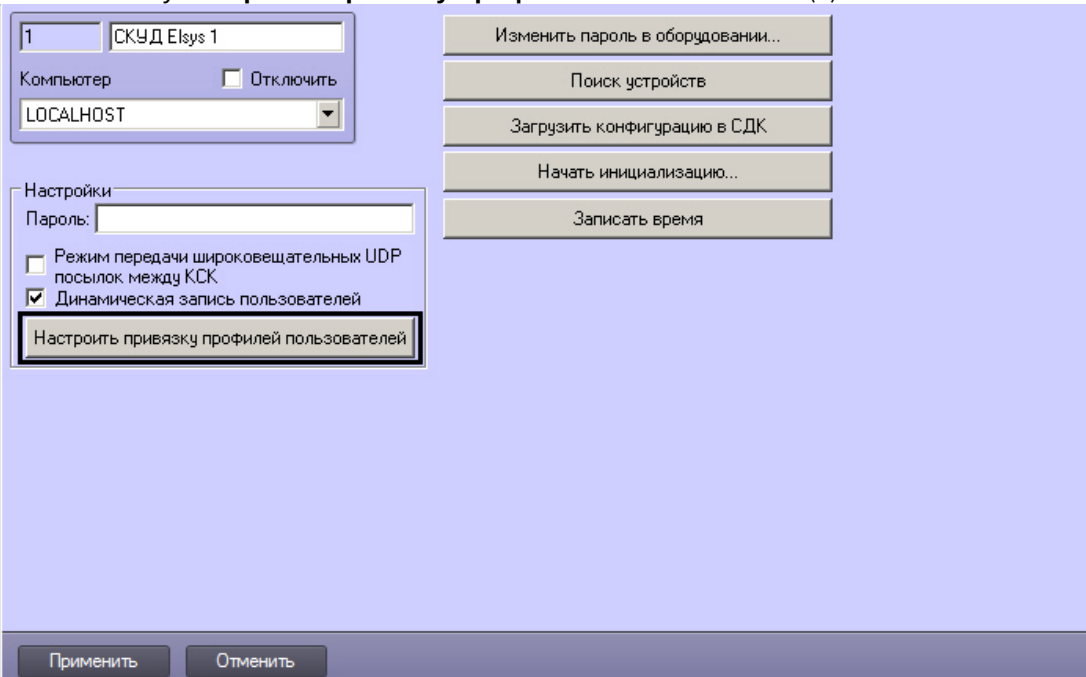 1
СКУД Elsys 1
Компьютер
Отключить
LOCALHOST
Настройки
Пароль:
Режим передачи широковещательных UDP
посылок между КСК
Динамическая запись пользователей
Настроить привязку профилей пользователей
Изменить пароль в оборудовании...
Поиск устройств
Загрузить конфигурацию в СДК
Начать инициализацию...
Записать время
Применить
Отменить